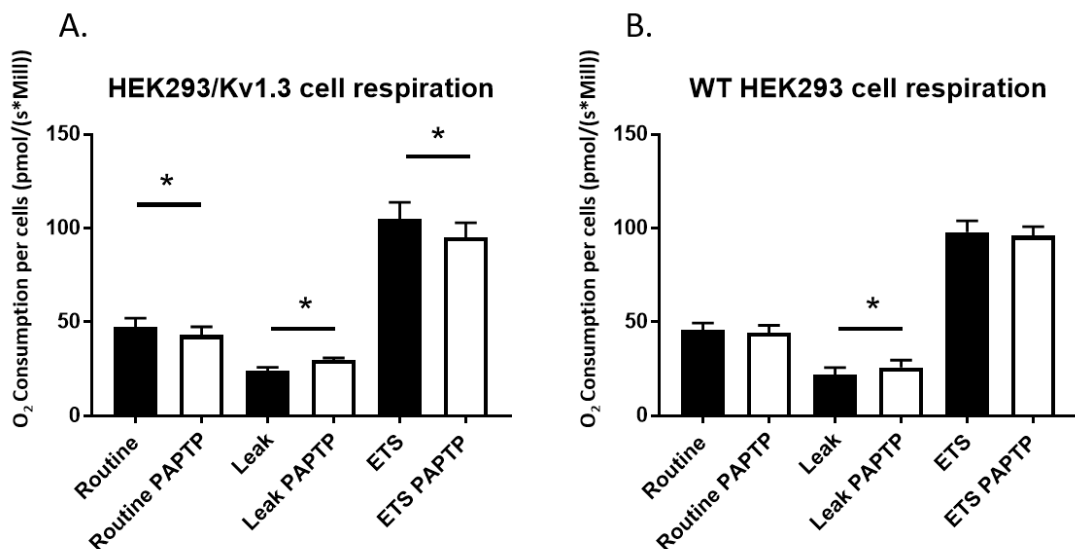 A.
HEK293/Kv1.3 cell respiration
O₂ Consumption per cells (pmol/(s*Mill))
150
100
50
0
*
*
*
Routine
Routine PAPTP
Leak
Leak PAPTP
ETS
ETS PAPTP
B.
WT HEK293 cell respiration
O₂ Consumption per cells (pmol/(s*Mill))
150
100
50
0
*
Routine
Routine PAPTP
Leak
Leak PAPTP
ETS
ETS PAPTP